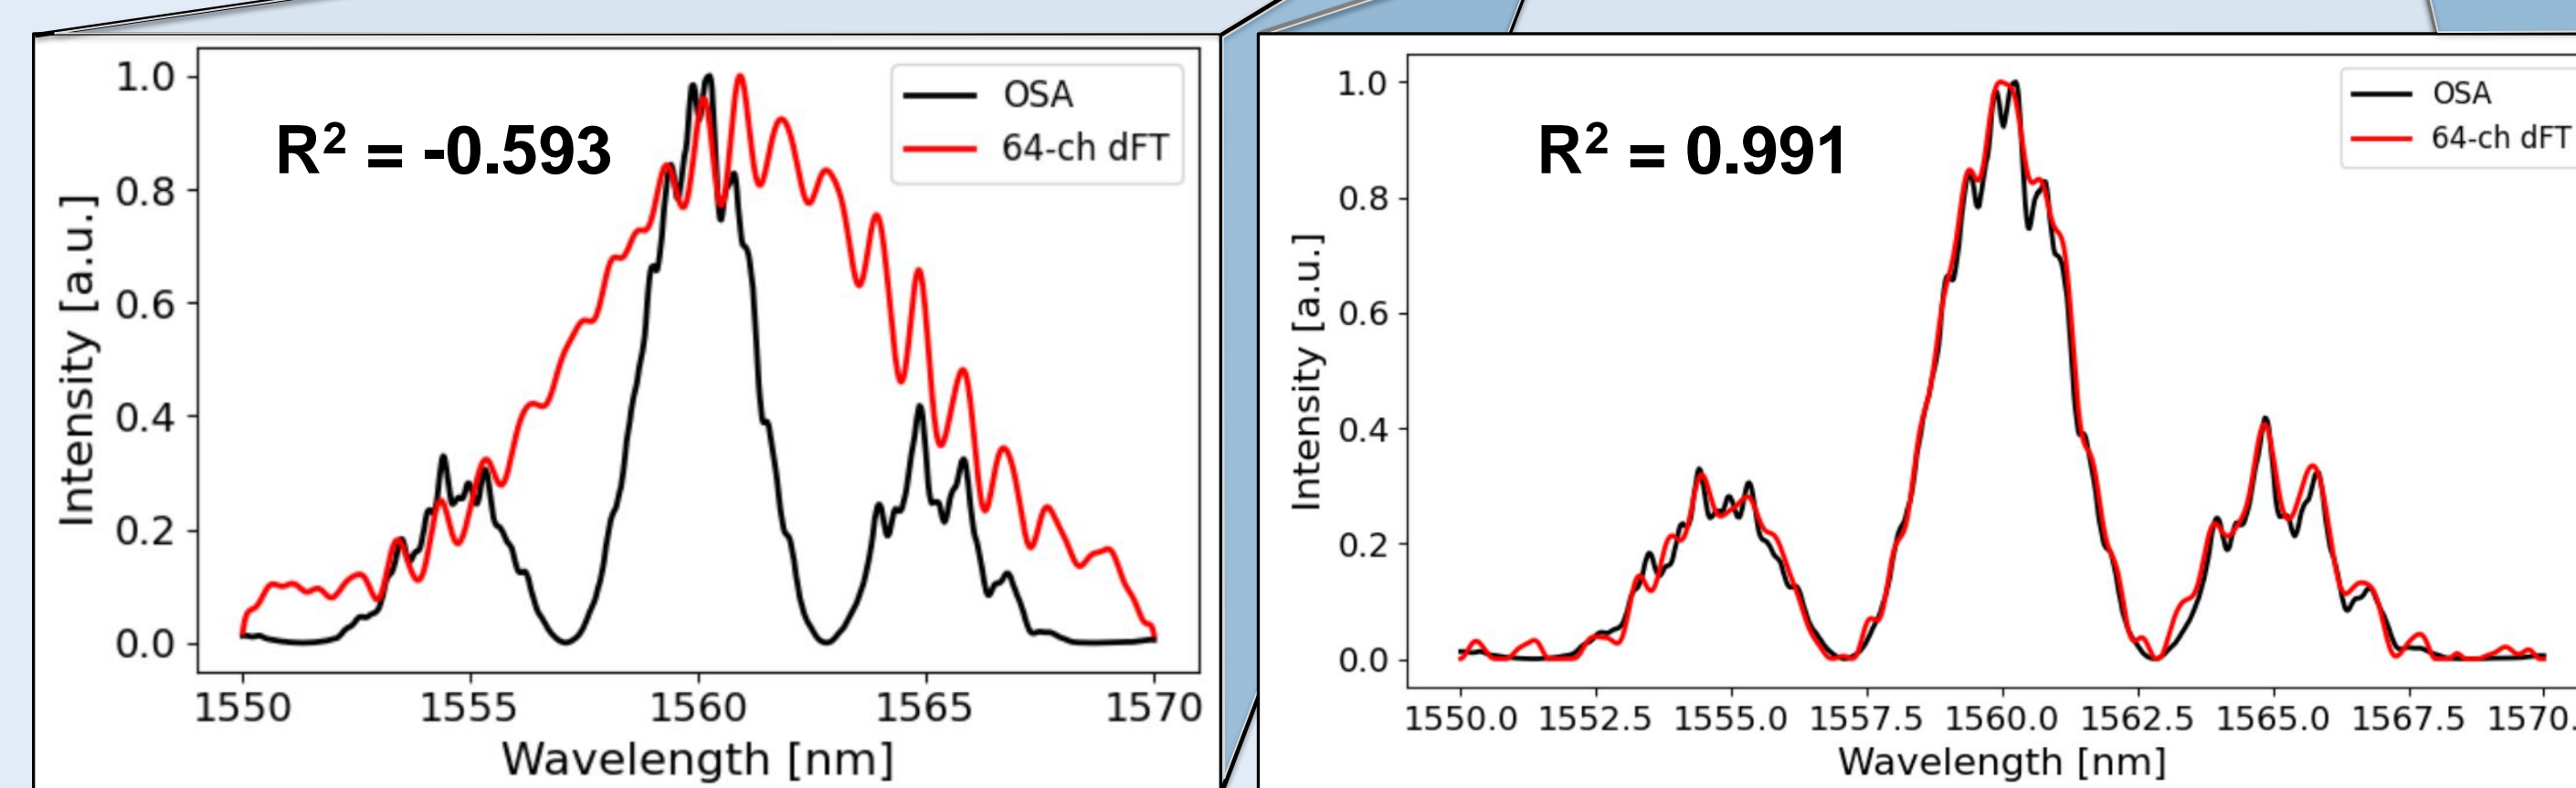 R² = -0.593
OSA
64-ch dFT
Intensity [a.u.]
1.0
0.8
0.6
0.4
0.2
0.0
1550 1555 1560 1565 1570
Wavelength [nm]
R² = 0.991
OSA
64-ch dFT
Intensity [a.u.]
1.0
0.8
0.6
0.4
0.2
0.0
1550.0 1552.5 1555.0 1557.5 1560.0 1562.5 1565.0 1567.5 1570.
Wavelength [nm]